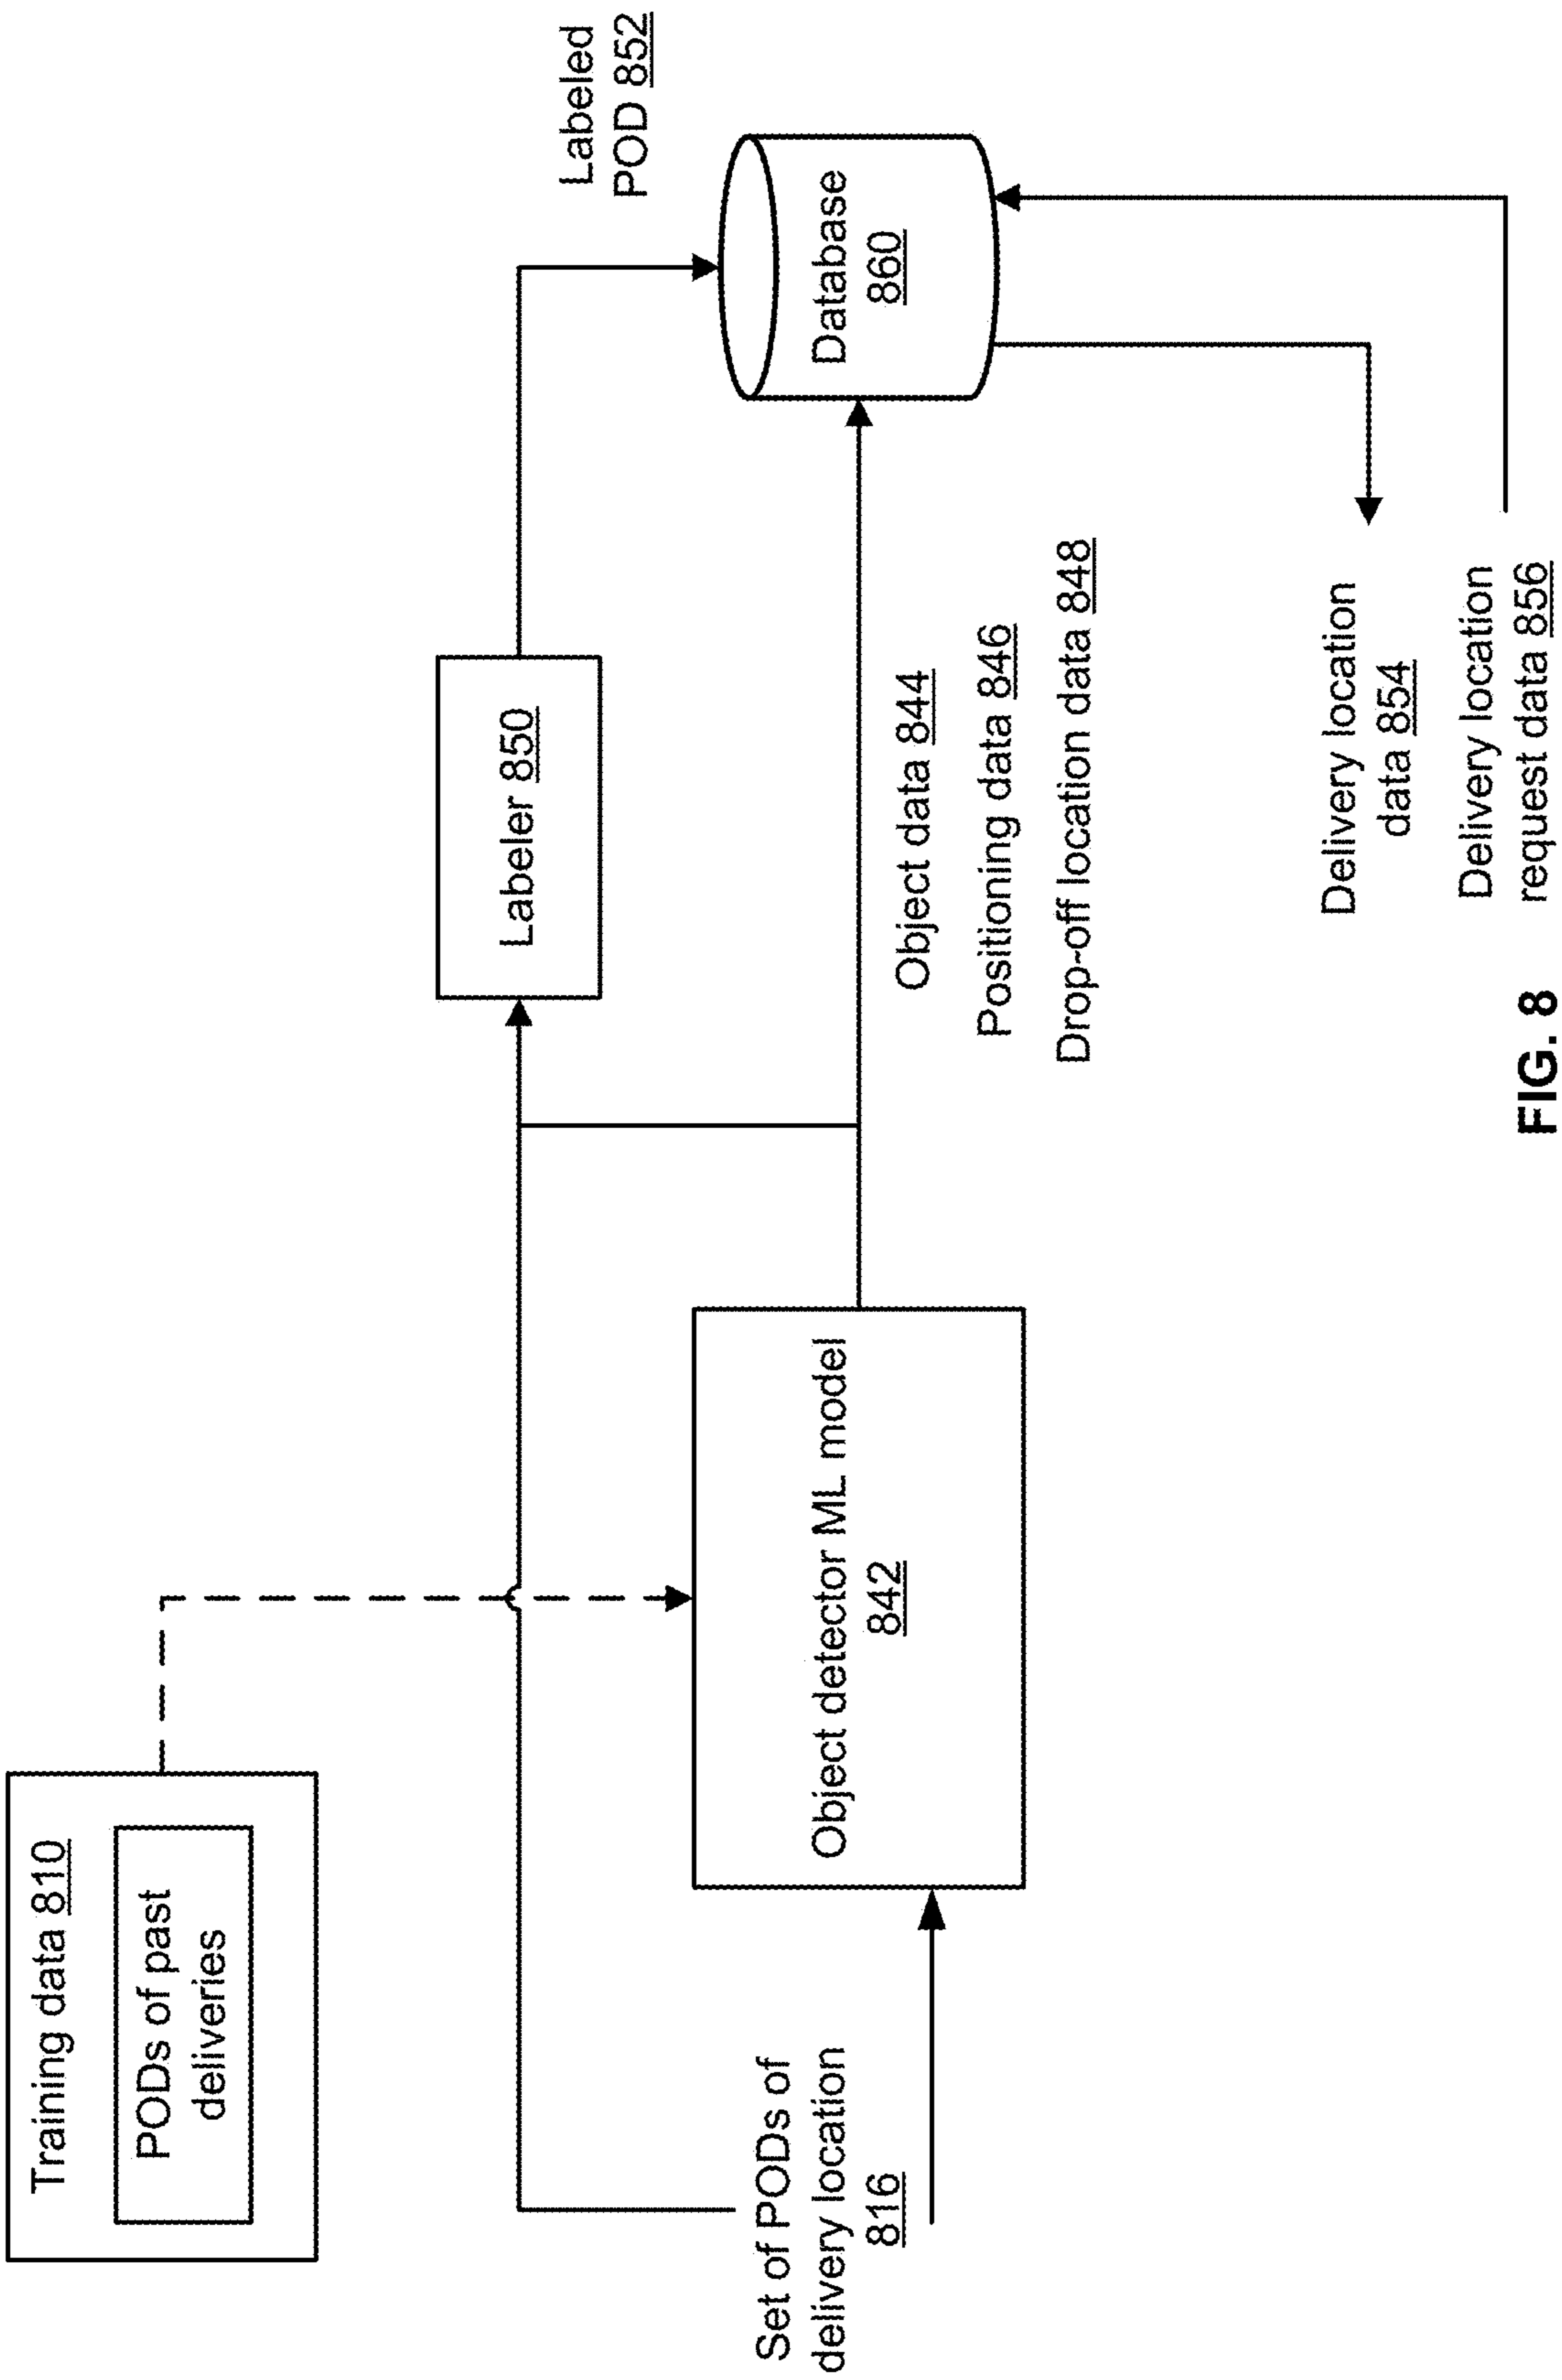 Training data 810
PODs of past
deliveries
Set of PODs of
delivery location
816
Object detector ML model
842
Labeler 850
Object data 844
Positioning data 846
Drop-off location data 848
Labeled
POD 852
Database
860
Delivery location
data 854
Delivery location
request data 856
FIG. 8